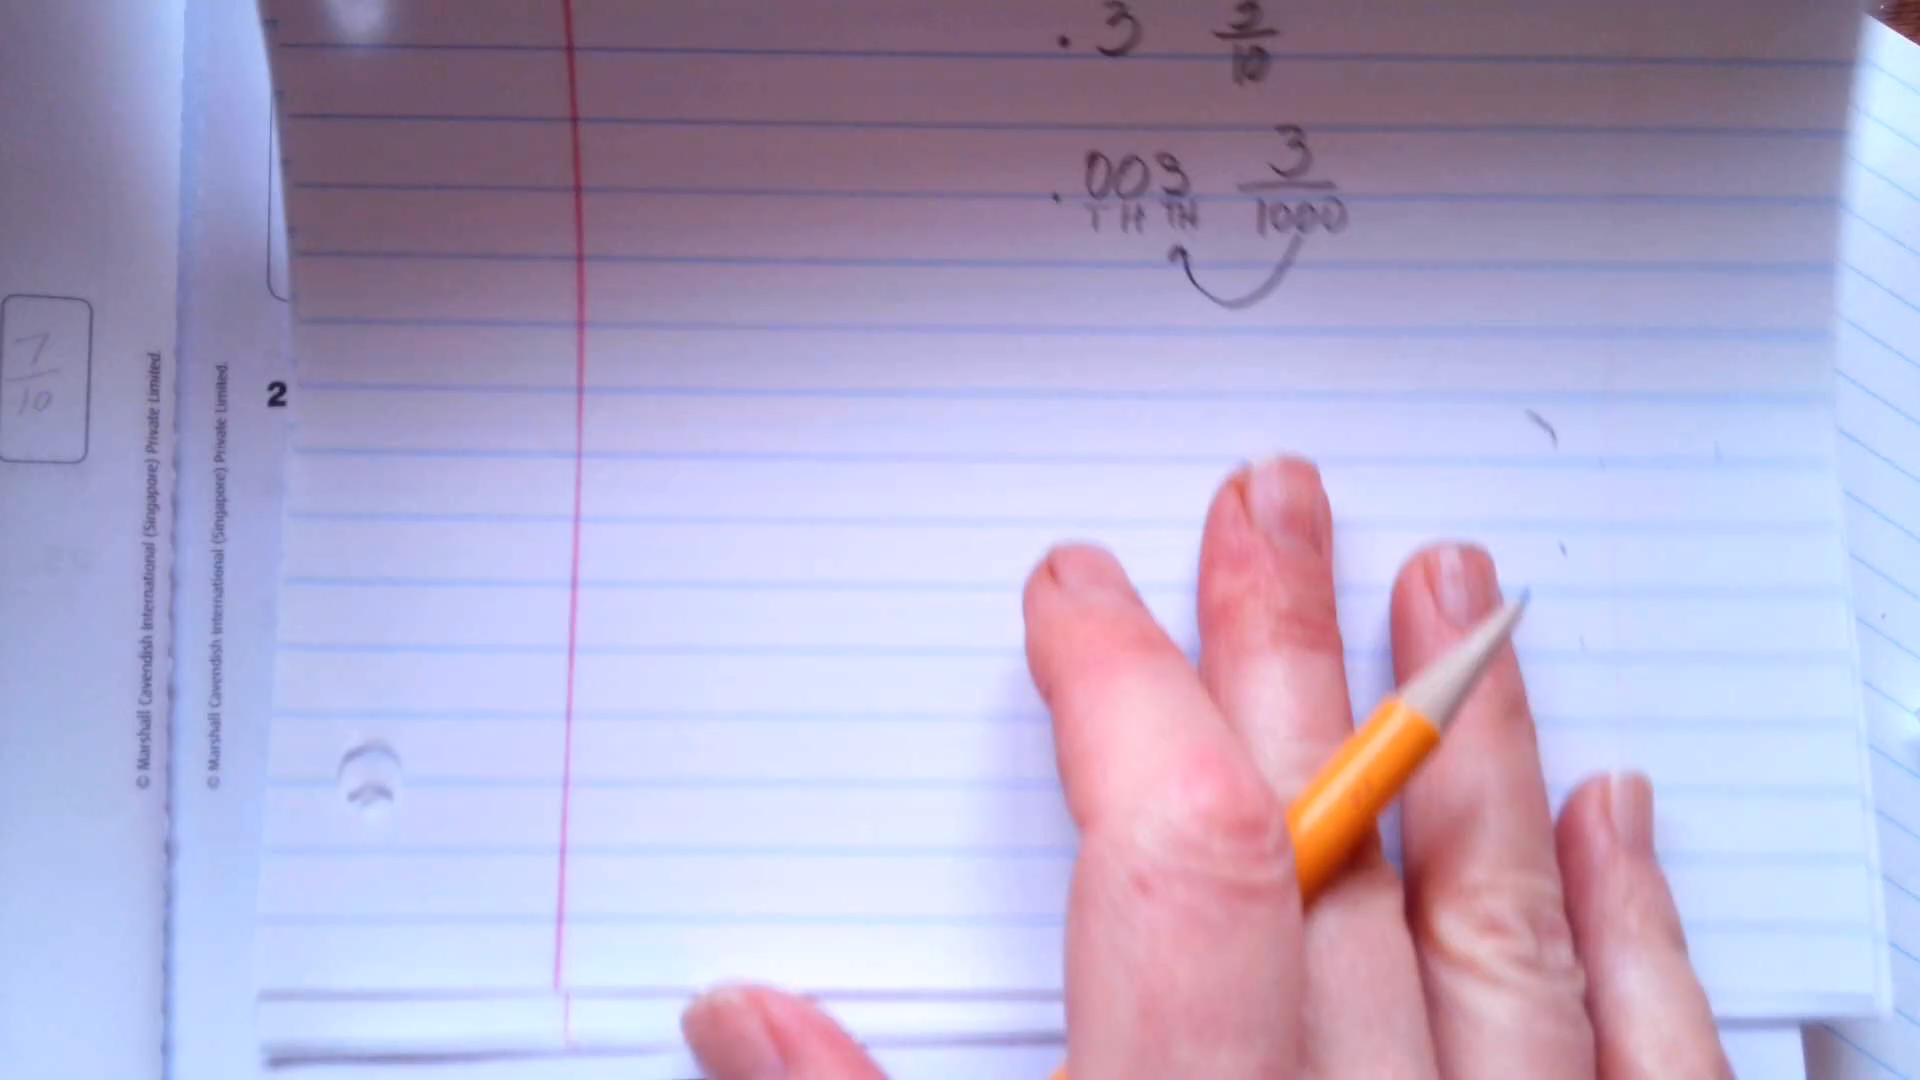 .3 3/10
.003 3/1000
T H TH
7/10
© Marshall Cavendish International (Singapore) Private Limited.
© Marshall Cavendish International (Singapore) Private Limited.
2